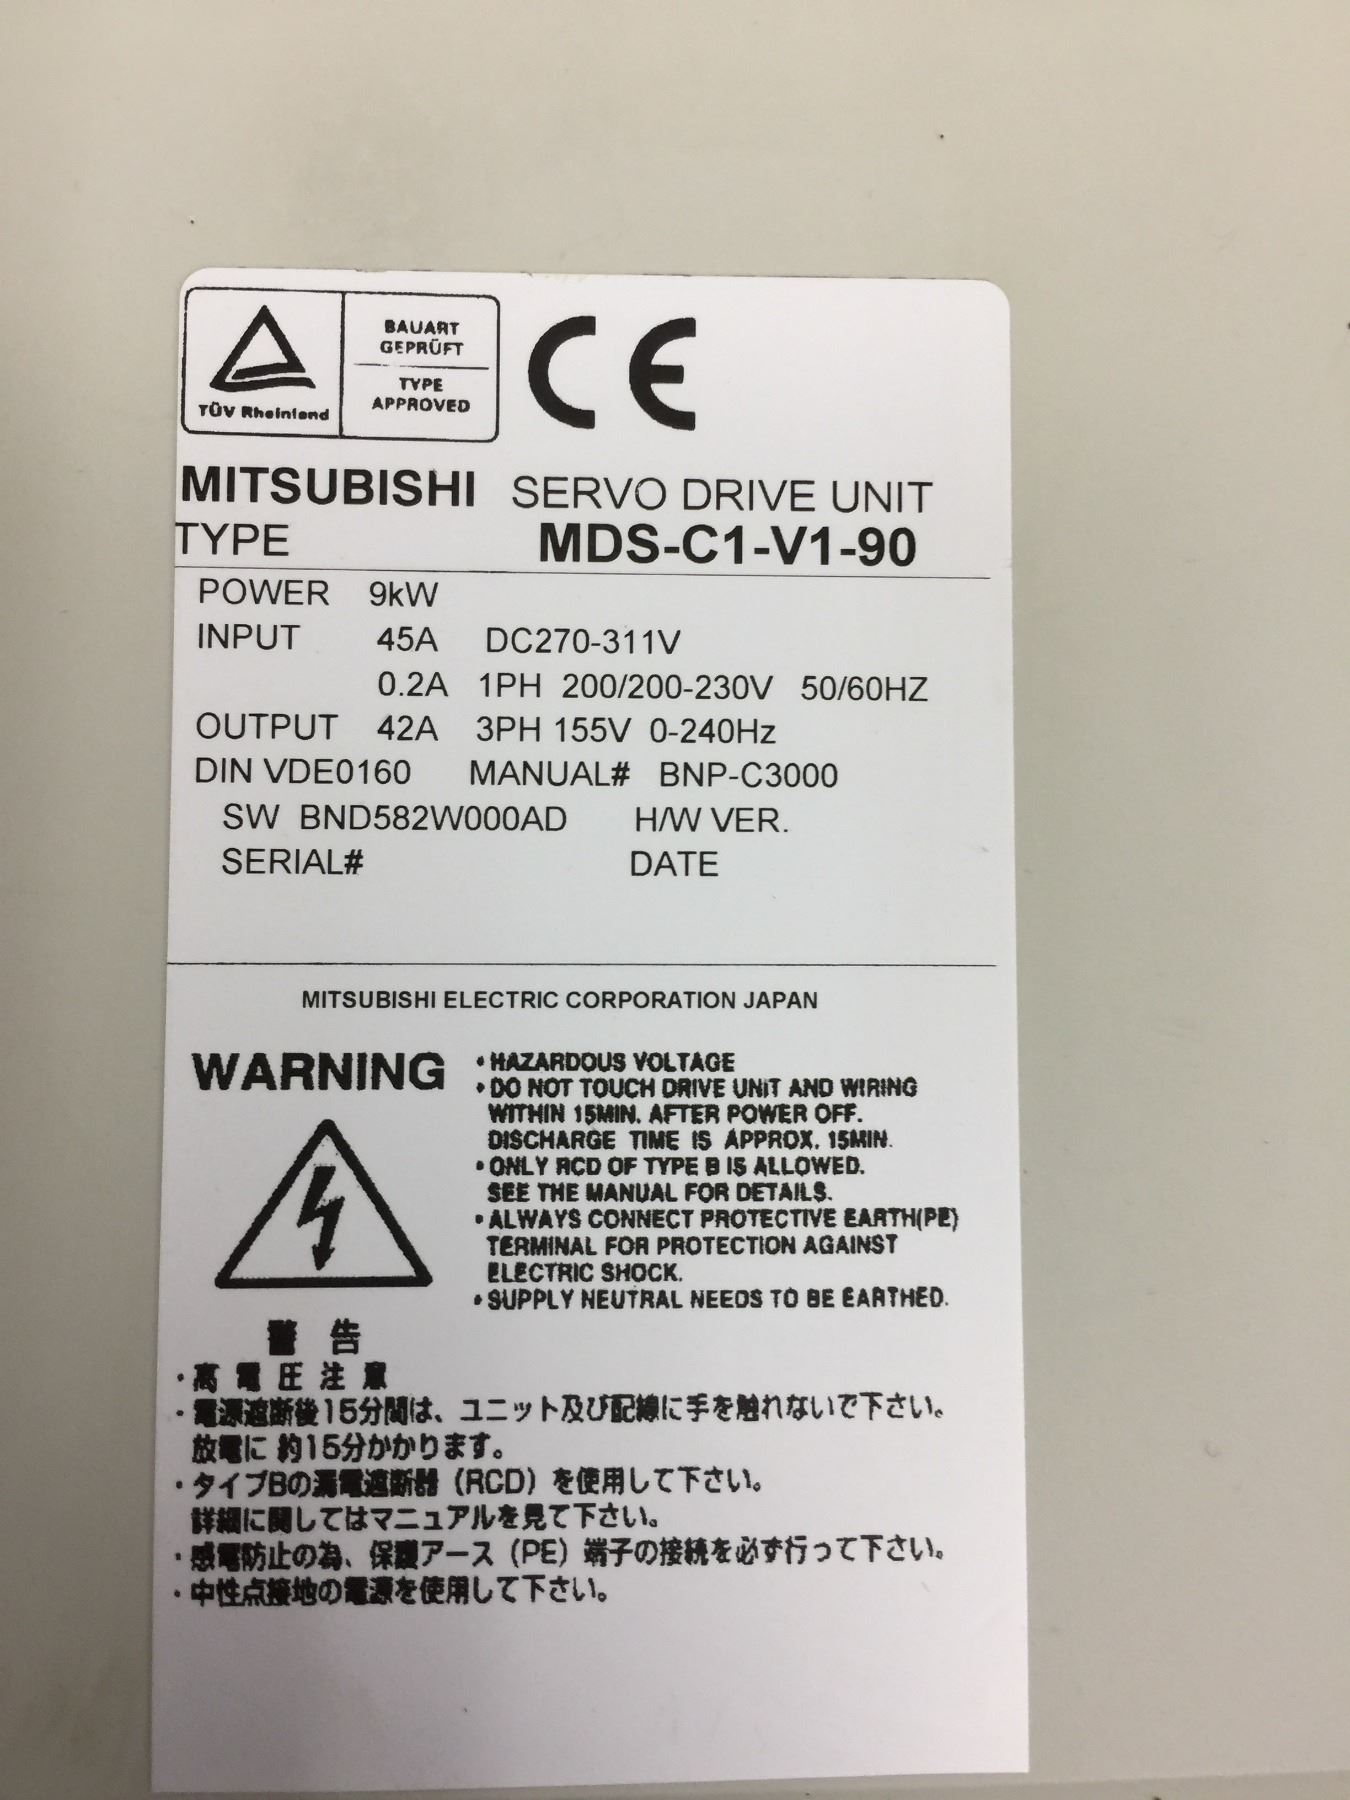 BAUART
GEPRÜFT
TYPE
APPROVED
TÜV Rheinland
CE
MITSUBISHI SERVO DRIVE UNIT
TYPE MDS-C1-V1-90
POWER 9kW
INPUT 45A DC270-311V
0.2A 1PH 200/200-230V 50/60HZ
OUTPUT 42A 3PH 155V 0-240Hz
DIN VDE0160 MANUAL# BNP-C3000
SW BND582W000AD H/W VER.
SERIAL# DATE
MITSUBISHI ELECTRIC CORPORATION JAPAN
WARNING
• HAZARDOUS VOLTAGE
• DO NOT TOUCH DRIVE UNIT AND WIRING
WITHIN 15MIN. AFTER POWER OFF.
DISCHARGE TIME IS APPROX. 15MIN.
• ONLY RCD OF TYPE B IS ALLOWED.
SEE THE MANUAL FOR DETAILS.
• ALWAYS CONNECT PROTECTIVE EARTH(PE)
TERMINAL FOR PROTECTION AGAINST
ELECTRIC SHOCK.
• SUPPLY NEUTRAL NEEDS TO BE EARTHED.
警 告
・高 電 圧 注 意
・電源遮断後15分間は、ユニット及び配線に手を触れないで下さい。
放電に 約15分かかります。
・タイプBの漏電遮断器(RCD)を使用して下さい。
詳細に関してはマニュアルを見て下さい。
・感電防止の為、保護アース(PE)端子の接続を必ず行って下さい。
・中性点接地の電源を使用して下さい。